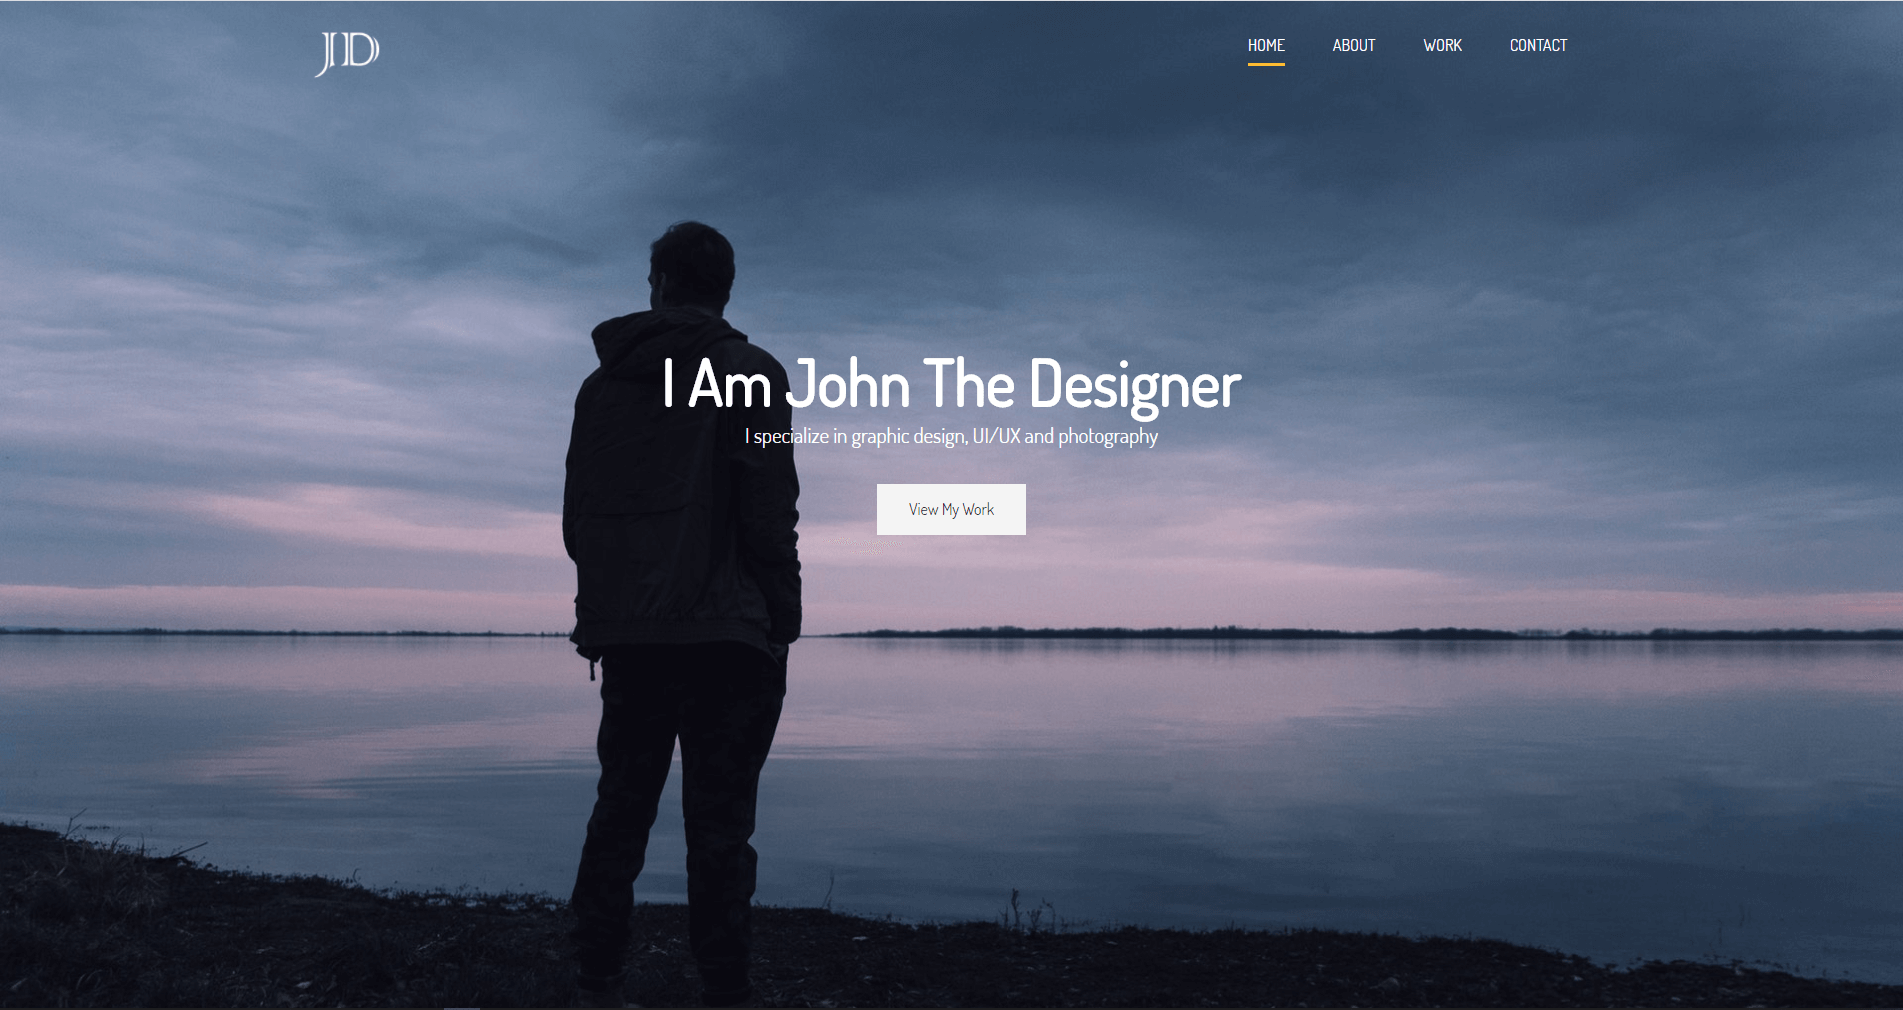 JD
HOME ABOUT WORK CONTACT
I Am John The Designer
I specialize in graphic design, UI/UX and photography
View My Work